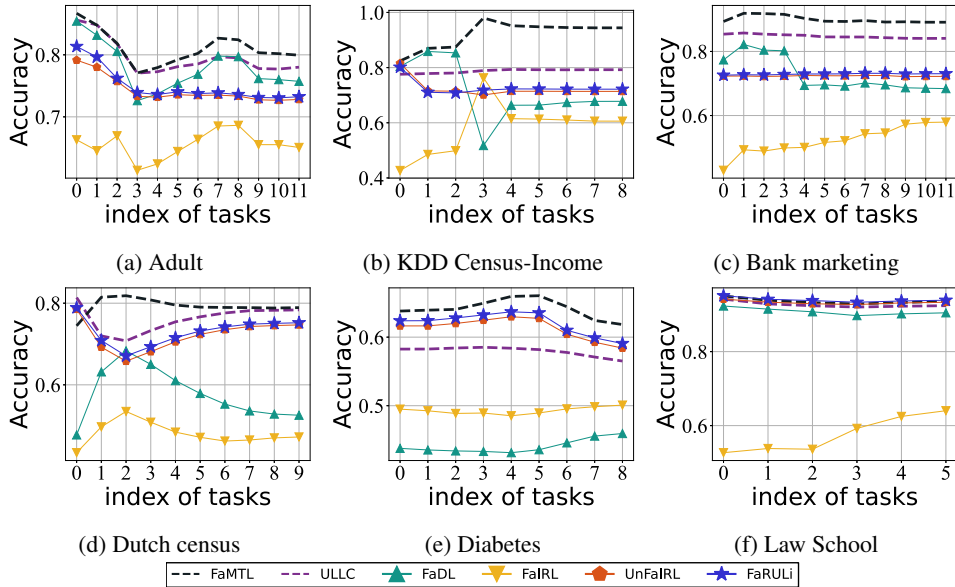 Accuracy
0.8
0.7
0 1 2 3 4 5 6 7 8 9 1011
index of tasks
(a) Adult
Accuracy
1.0
0.8
0.6
0.4
0 1 2 3 4 5 6 7 8
index of tasks
(b) KDD Census-Income
Accuracy
0.8
0.6
0 1 2 3 4 5 6 7 8 9 1011
index of tasks
(c) Bank marketing
Accuracy
0.8
0.6
0 1 2 3 4 5 6 7 8 9
index of tasks
(d) Dutch census
Accuracy
0.6
0.5
0 1 2 3 4 5 6 7 8
index of tasks
(e) Diabetes
Accuracy
0.8
0.6
0 1 2 3 4 5
index of tasks
(f) Law School
FaMTL ULLC FaDL FaIRL UnFaIRL FaRULi